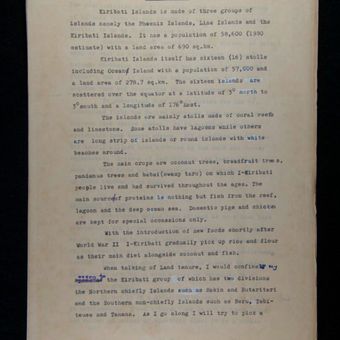 Kiribati Islands is made of three groups of
islands namely the Phoenix Islands, Line Islands and the
Kiribati Islands. It has a population of 58,600 (1980
estimate) with a land area of 690 sq.km.
Kiribati Islands itself has sixteen (16) atolls
including Ocean Island with a population of 57,000 and
a land area of 278.7 sq.km. The sixteen islands are
scattered over the equator at a latitude of 3° north to
3°south and a longitude of 176°East.
The islands are mainly atolls made of coral reefs
and limestone. Some atolls have lagoons while others
are long strip of islands or round islands with white
beaches around.
The main crops are coconut trees, breadfruit trees,
pandanus trees and babai(swamp taro) on which I-Kiribati
people live and had survived throughout the ages. The
main source of proteins is nothing but fish from the reef,
lagoon and the deep ocean sea. Domestic pigs and chicken
are kept for special occassions only.
With the introduction of new foods shortly after
World War II I-Kiribati gradually pick up rice and flour
as their main diet alongside coconut and fish.
When talking of Land tenure, I would confine my
to the Kiribati group of which has two divisions
the Northern chiefly Islands such as Makin and Butaritari
and the Southern non-chiefly Islands such as Beru, Tabi-
teuea and Tamana. As I go along I will try to pick a